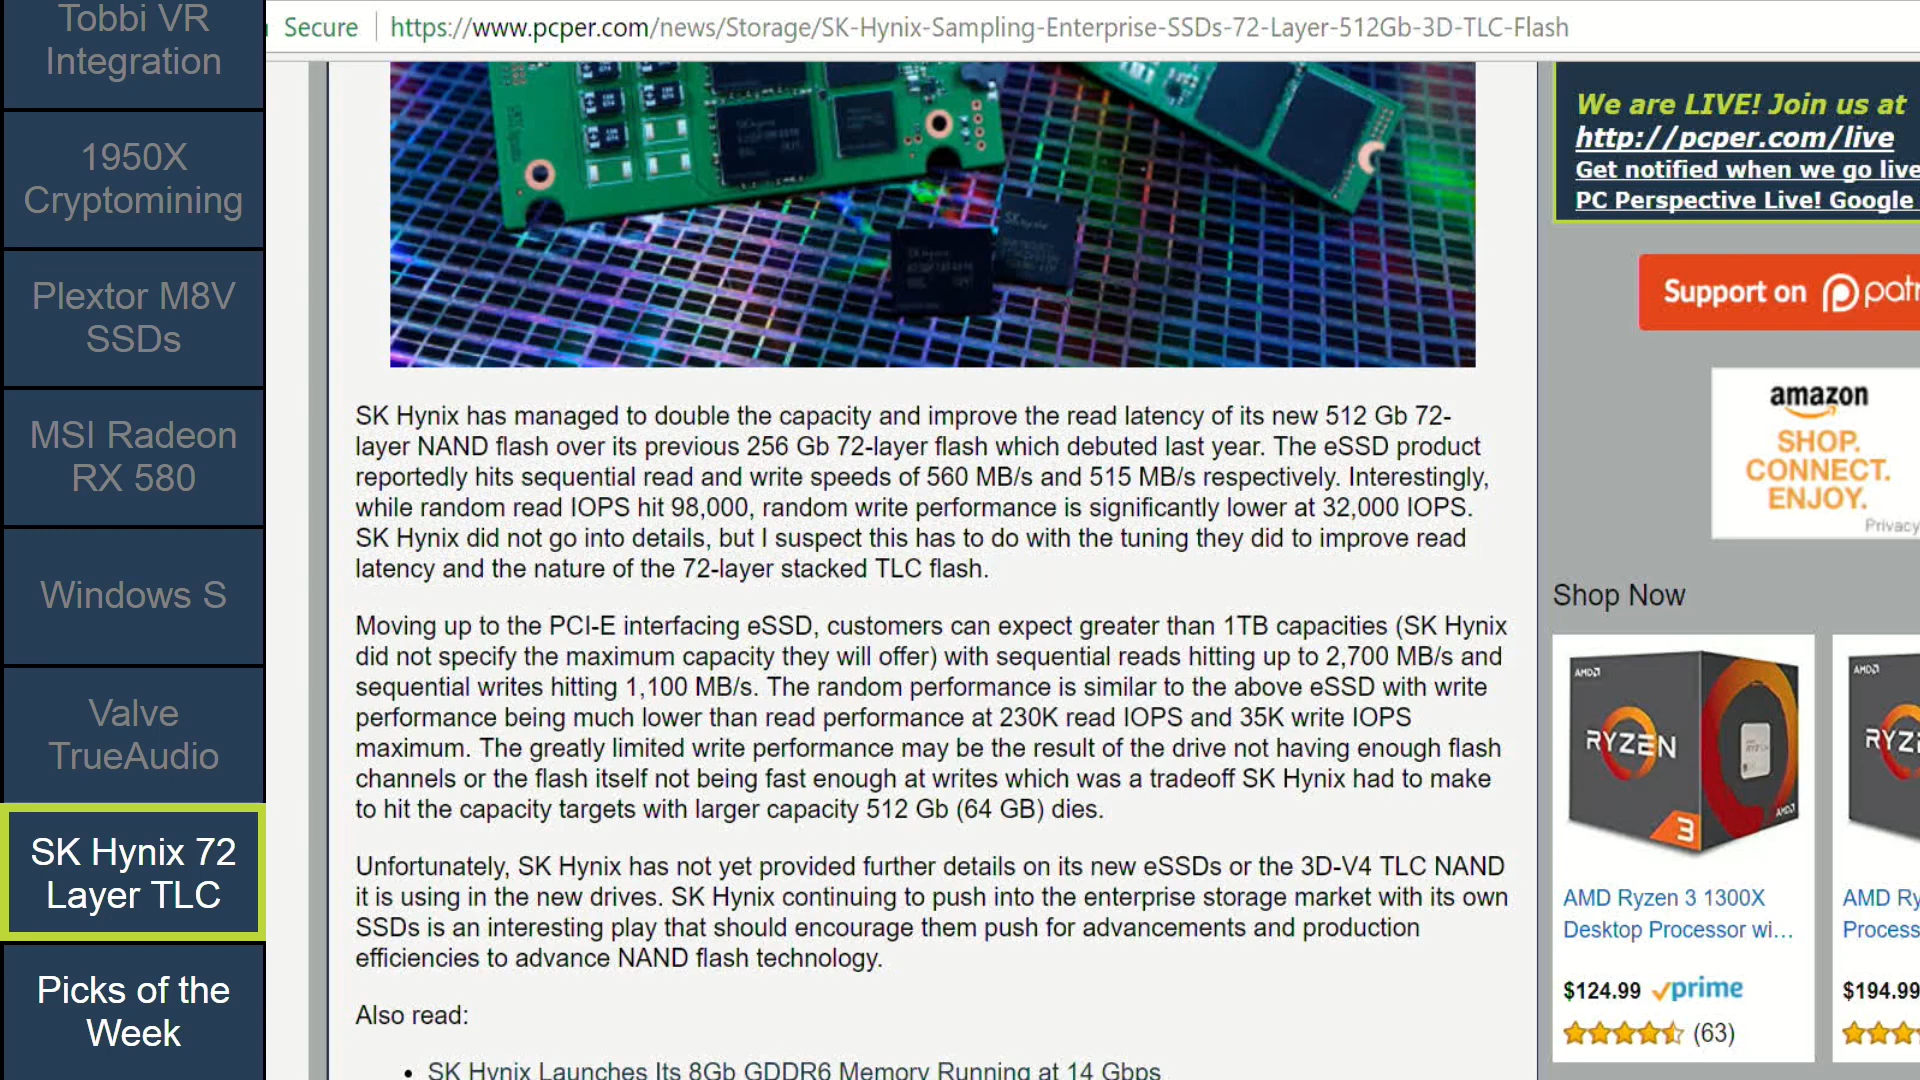 Tobbi VR
Integration
1950X
Cryptomining
Plextor M8V
SSDs
MSI Radeon
RX 580
Windows S
Valve
TrueAudio
SK Hynix 72
Layer TLC
Picks of the
Week
Secure
https://www.pcper.com/news/Storage/SK-Hynix-Sampling-Enterprise-SSDs-72-Layer-512Gb-3D-TLC-Flash
SK Hynix has managed to double the capacity and improve the read latency of its new 512 Gb 72-
layer NAND flash over its previous 256 Gb 72-layer flash which debuted last year. The eSSD product
reportedly hits sequential read and write speeds of 560 MB/s and 515 MB/s respectively. Interestingly,
while random read IOPS hit 98,000, random write performance is significantly lower at 32,000 IOPS.
SK Hynix did not go into details, but I suspect this has to do with the tuning they did to improve read
latency and the nature of the 72-layer stacked TLC flash.
Moving up to the PCI-E interfacing eSSD, customers can expect greater than 1TB capacities (SK Hynix
did not specify the maximum capacity they will offer) with sequential reads hitting up to 2,700 MB/s and
sequential writes hitting 1,100 MB/s. The random performance is similar to the above eSSD with write
performance being much lower than read performance at 230K read IOPS and 35K write IOPS
maximum. The greatly limited write performance may be the result of the drive not having enough flash
channels or the flash itself not being fast enough at writes which was a tradeoff SK Hynix had to make
to hit the capacity targets with larger capacity 512 Gb (64 GB) dies.
Unfortunately, SK Hynix has not yet provided further details on its new eSSDs or the 3D-V4 TLC NAND
it is using in the new drives. SK Hynix continuing to push into the enterprise storage market with its own
SSDs is an interesting play that should encourage them push for advancements and production
efficiencies to advance NAND flash technology.
Also read:
• SK Hynix Launches Its 8Gb GDDR6 Memory Running at 14 Gbps
We are LIVE! Join us at
http://pcper.com/live
Get notified when we go live
PC Perspective Live! Google
Support on patr
amazon
SHOP.
CONNECT.
ENJOY.
Privacy
Shop Now
AMD
RYZEN
3
AMD
AMD Ryzen 3 1300X
Desktop Processor wi...
$124.99 prime
(63)
AMD
RYZE
AMD Ry
Process
$194.99